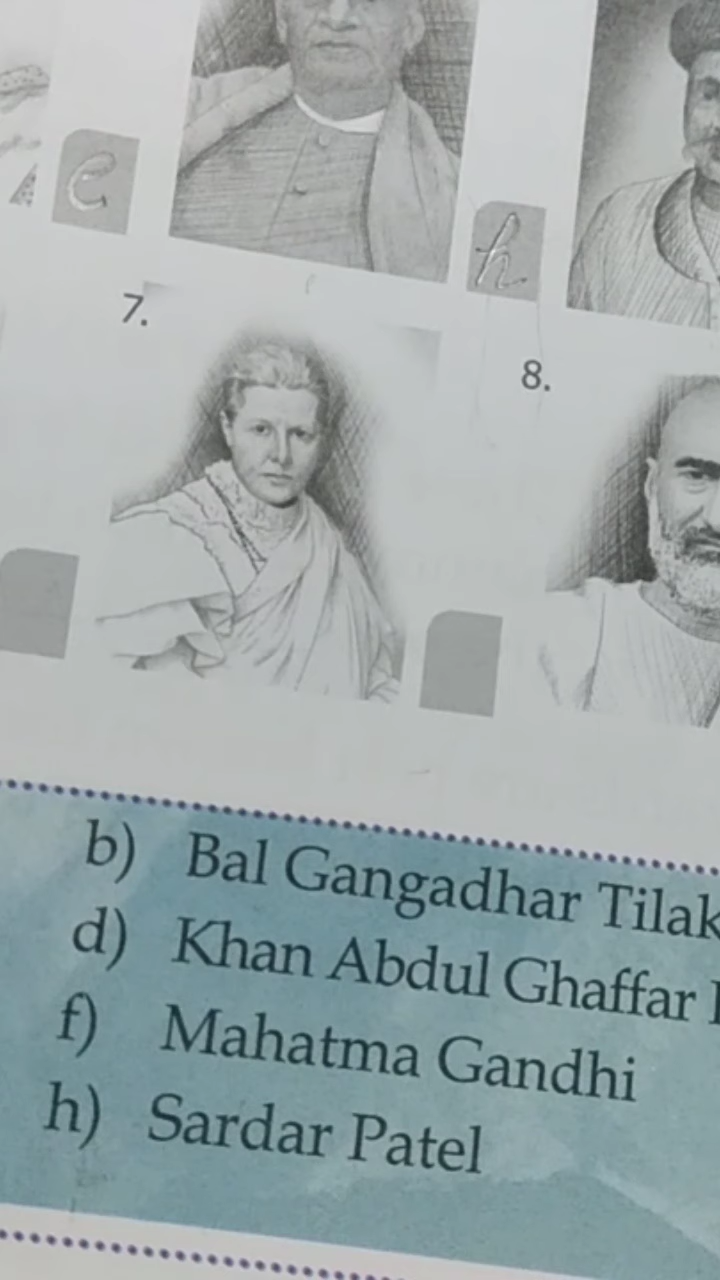 e
h
7.
8.
b) Bal Gangadhar Tilak
d) Khan Abdul Ghaffar
f) Mahatma Gandhi
h) Sardar Patel